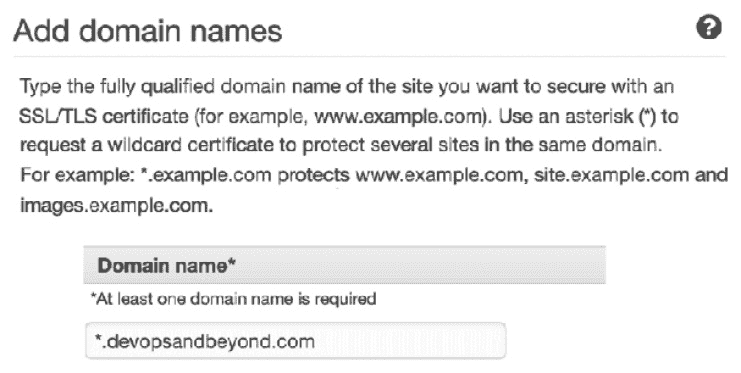 Add domain names
Type the fully qualified domain name of the site you want to secure with an
SSL/TLS certificate (for example, www.example.com). Use an asterisk (*) to
request a wildcard certificate to protect several sites in the same domain.
For example: *.example.com protects www.example.com, site.example.com and
images.example.com.
Domain name*
*At least one domain name is required
*.devopsandbeyond.com